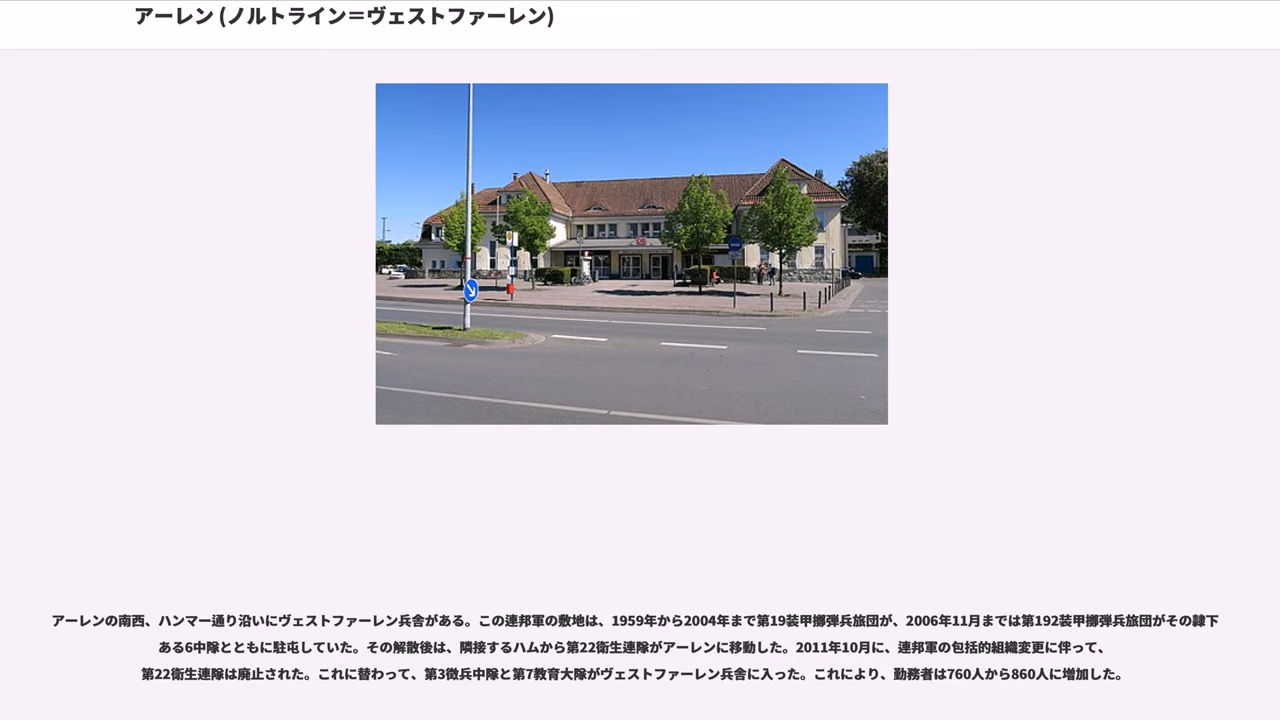 アーレン (ノルトライン＝ヴェストファーレン)
アーレンの南西、ハンマー通り沿いにヴェストファーレン兵舎がある。この連邦軍の敷地は、1959年から2004年まで第19装甲擲弾兵旅団が、2006年11月までは第192装甲擲弾兵旅団がその隷下
ある6中隊とともに駐屯していた。その解散後は、隣接するハムから第22衛生連隊がアーレンに移動した。2011年10月に、連邦軍の包括的組織変更に伴って、
第22衛生連隊は廃止された。これに替わって、第3徴兵中隊と第7教育大隊がヴェストファーレン兵舎に入った。これにより、勤務者は760人から860人に増加した。